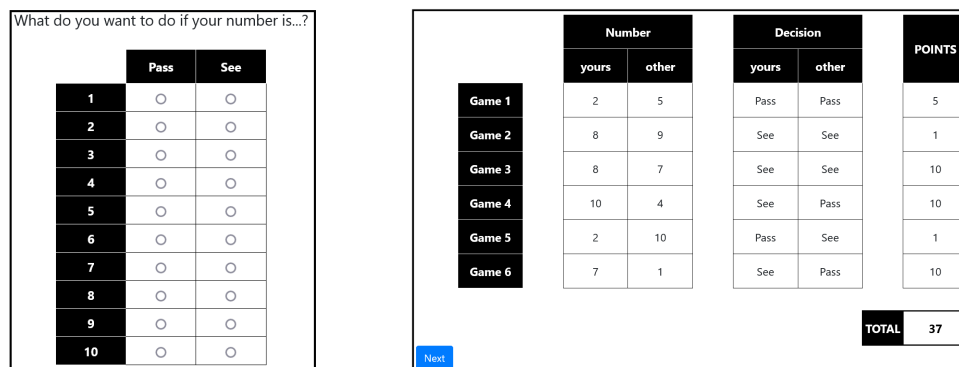 What do you want to do if your number is...?
Pass See
1
2
3
4
5
6
7
8
9
10
Number Decision POINTS
yours other yours other
Game 1 2 5 Pass Pass 5
Game 2 8 9 See See 1
Game 3 8 7 See See 10
Game 4 10 4 See Pass 10
Game 5 2 10 Pass See 1
Game 6 7 1 See Pass 10
TOTAL 37
Next